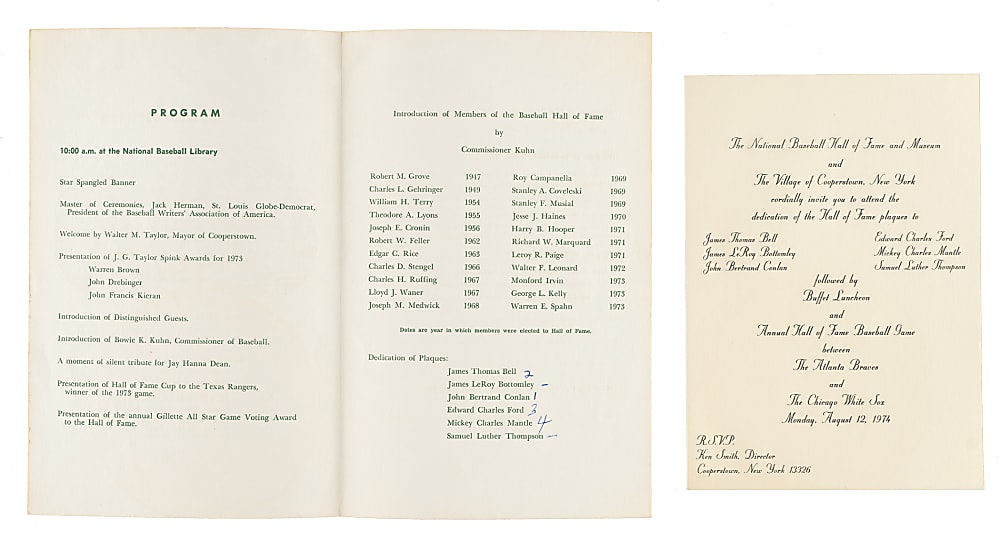 PROGRAM
10:00 a.m. at the National Baseball Library
Star Spangled Banner
Master of Ceremonies, Jack Herman, St. Louis Globe-Democrat,
President of the Baseball Writers' Association of America.
Welcome by Walter M. Taylor, Mayor of Cooperstown.
Presentation of J. G. Taylor Spink Awards for 1973
Warren Brown
John Drebinger
John Francis Kieran
Introduction of Distinguished Guests.
Introduction of Bowie K. Kuhn, Commissioner of Baseball.
A moment of silent tribute for Jay Hanna Dean.
Presentation of Hall of Fame Cup to the Texas Rangers,
winner of the 1973 game.
Presentation of the annual Gillette All Star Game Voting Award
to the Hall of Fame.
Introduction of Members of the Baseball Hall of Fame
by
Commissioner Kuhn
Robert M. Grove 1947
Charles L. Gehringer 1949
William H. Terry 1954
Theodore A. Lyons 1955
Joseph E. Cronin 1956
Robert W. Feller 1962
Edgar C. Rice 1963
Charles D. Stengel 1966
Charles H. Ruffing 1967
Lloyd J. Waner 1967
Joseph M. Medwick 1968
Roy Campanella 1969
Stanley A. Coveleski 1969
Stanley F. Musial 1969
Jesse J. Haines 1970
Harry B. Hooper 1971
Richard W. Marquard 1971
Leroy R. Paige 1971
Walter F. Leonard 1972
Monford Irvin 1973
George L. Kelly 1973
Warren E. Spahn 1973
Dates are year in which members were elected to Hall of Fame.
Dedication of Plaques:
James Thomas Bell 2
James LeRoy Bottomley –
John Bertrand Conlan 1
Edward Charles Ford 3
Mickey Charles Mantle 4
Samuel Luther Thompson –
The National Baseball Hall of Fame and Museum
and
The Village of Cooperstown, New York
cordially invite you to attend the
dedication of the Hall of Fame plaques to
James Thomas Bell
James LeRoy Bottomley
John Bertrand Conlan
Edward Charles Ford
Mickey Charles Mantle
Samuel Luther Thompson
followed by
Buffet Luncheon
and
Annual Hall of Fame Baseball Game
between
The Atlanta Braves
and
The Chicago White Sox
Monday, August 12, 1974
R.S.V.P.
Ken Smith, Director
Cooperstown, New York 13326